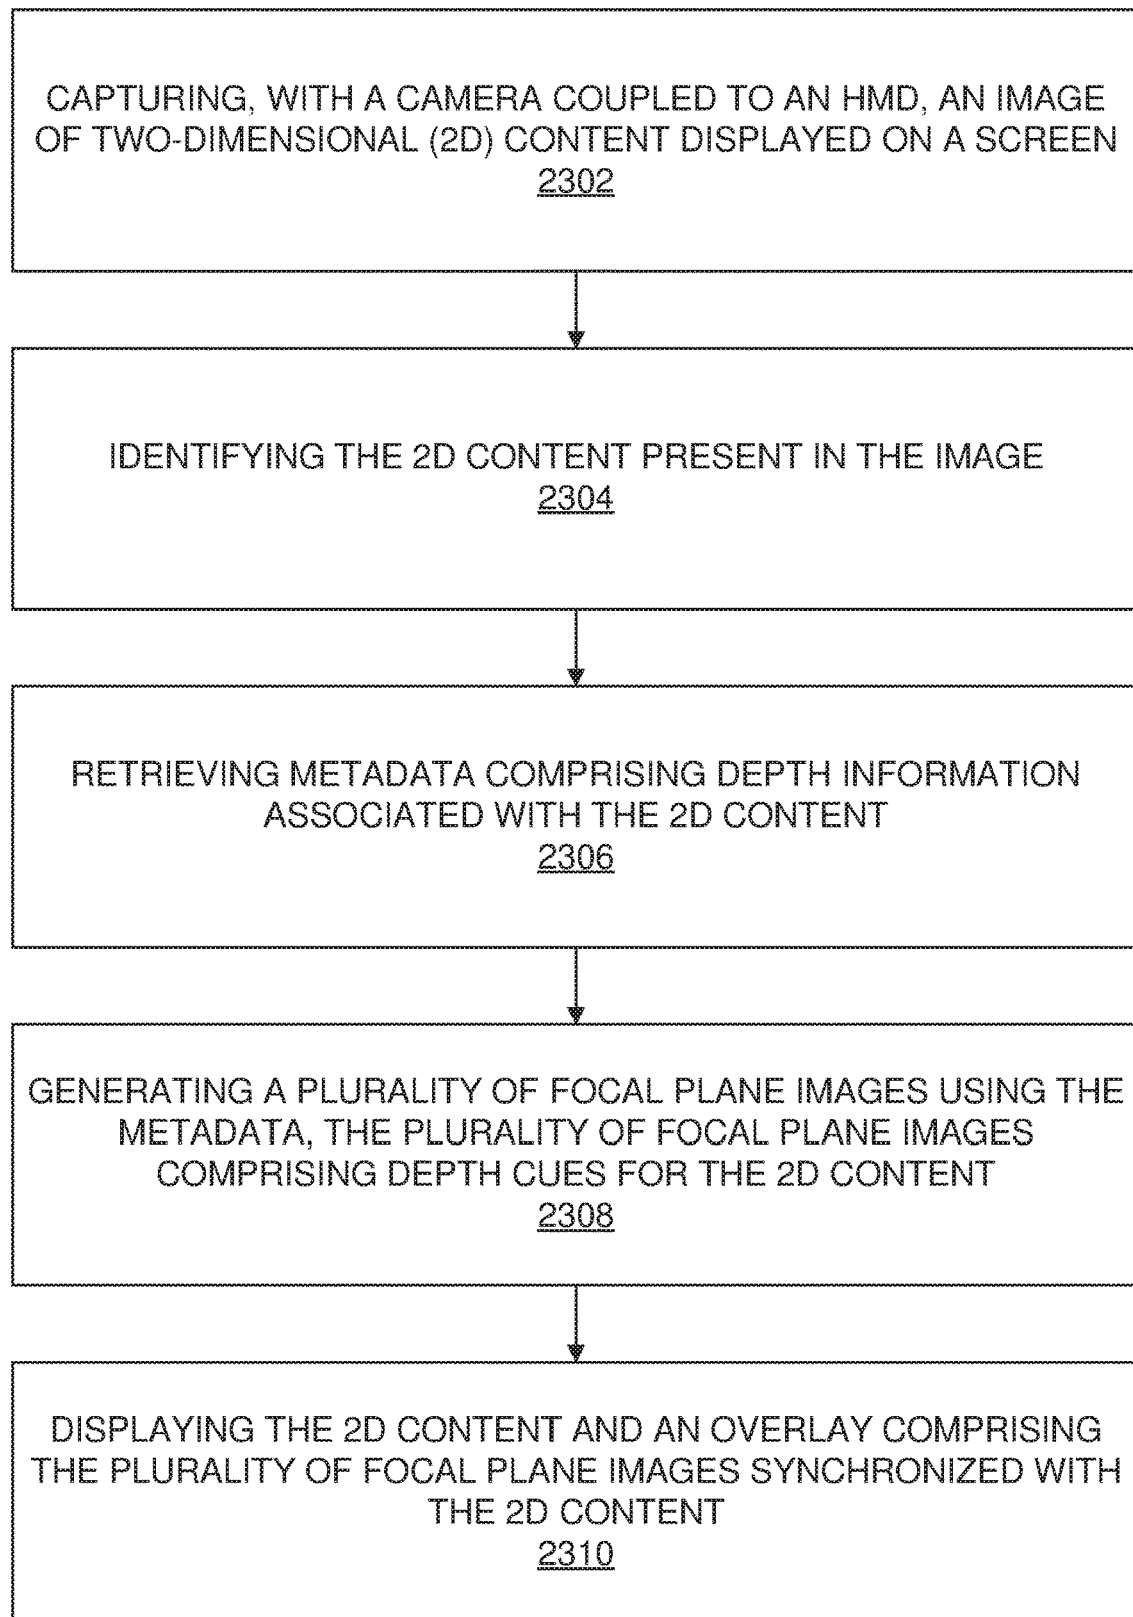 CAPTURING, WITH A CAMERA COUPLED TO AN HMD, AN IMAGE
OF TWO-DIMENSIONAL (2D) CONTENT DISPLAYED ON A SCREEN
2302
IDENTIFYING THE 2D CONTENT PRESENT IN THE IMAGE
2304
RETRIEVING METADATA COMPRISING DEPTH INFORMATION
ASSOCIATED WITH THE 2D CONTENT
2306
GENERATING A PLURALITY OF FOCAL PLANE IMAGES USING THE
METADATA, THE PLURALITY OF FOCAL PLANE IMAGES
COMPRISING DEPTH CUES FOR THE 2D CONTENT
2308
DISPLAYING THE 2D CONTENT AND AN OVERLAY COMPRISING
THE PLURALITY OF FOCAL PLANE IMAGES SYNCHRONIZED WITH
THE 2D CONTENT
2310